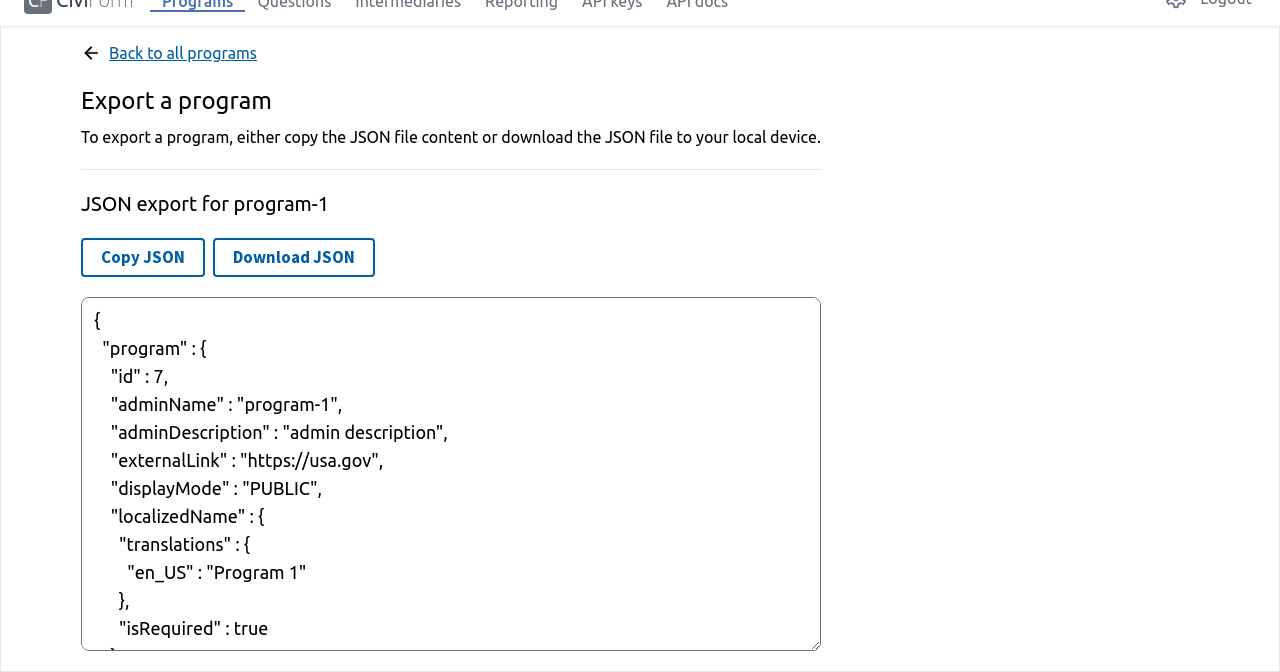 CF CiviForm Programs Questions Intermediaries Reporting API keys API docs Logout
Back to all programs
Export a program
To export a program, either copy the JSON file content or download the JSON file to your local device.
JSON export for program-1
Copy JSON Download JSON
{
"program" : {
"id" : 7,
"adminName" : "program-1",
"adminDescription" : "admin description",
"externalLink" : "https://usa.gov",
"displayMode" : "PUBLIC",
"localizedName" : {
"translations" : {
"en_US" : "Program 1"
},
"isRequired" : true